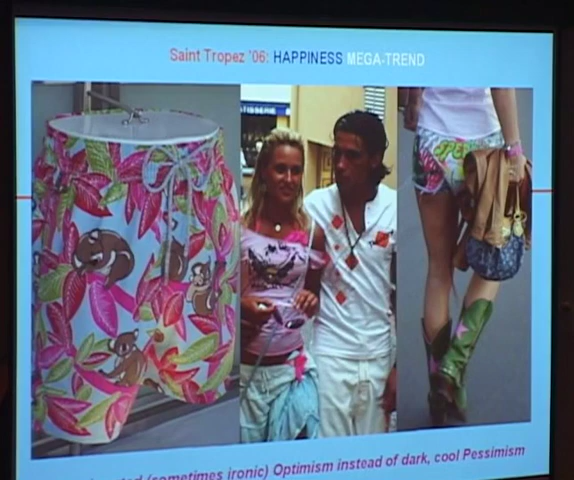 Saint Tropez '06: HAPPINESS MEGA-TREND
(sometimes ironic) Optimism instead of dark, cool Pessimism